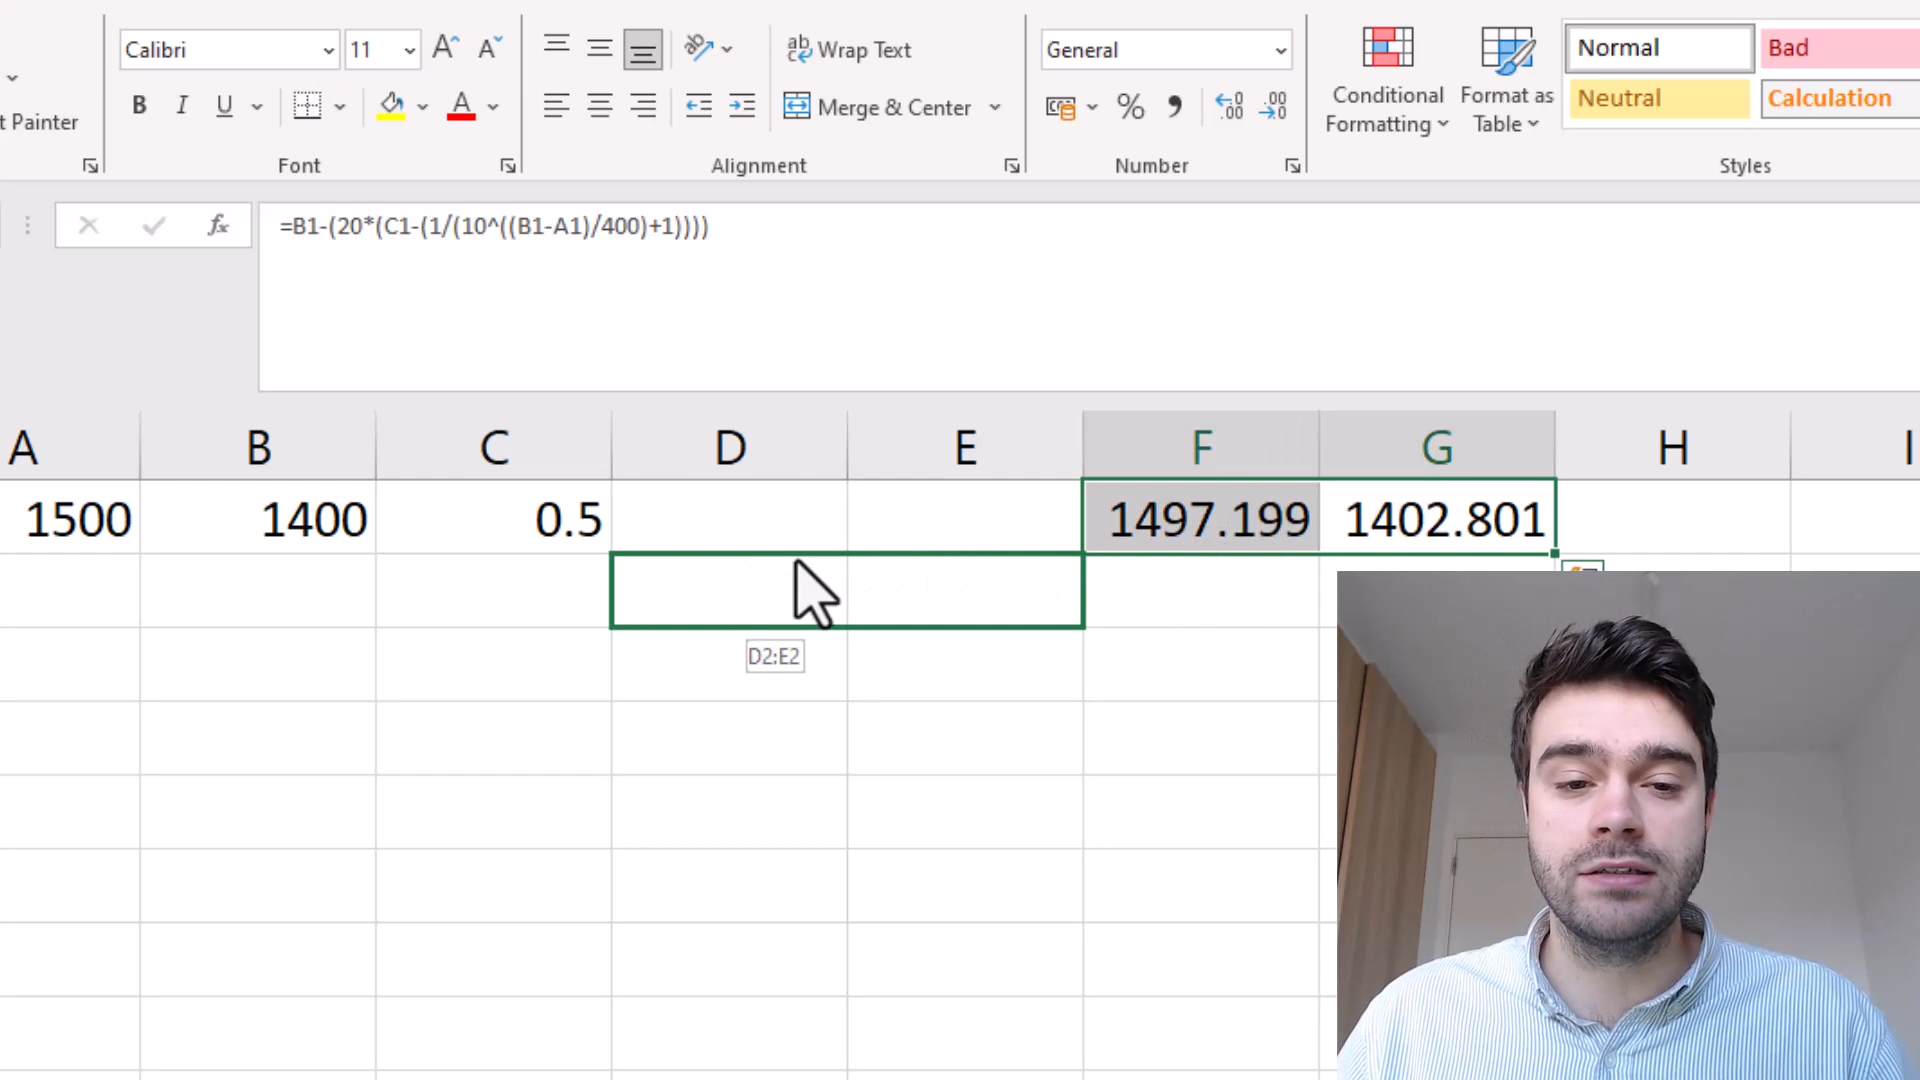 Calibri 11 A A ab Wrap Text General Normal Bad
t Painter B I U A Merge & Center % Conditional Formatting Format as Table Neutral Calculation
Font Alignment Number Styles
fx =B1-(20*(C1-(1/(10^((B1-A1)/400)+1))))
A B C D E F G H I
1500 1400 0.5 1497.199 1402.801
D2:E2